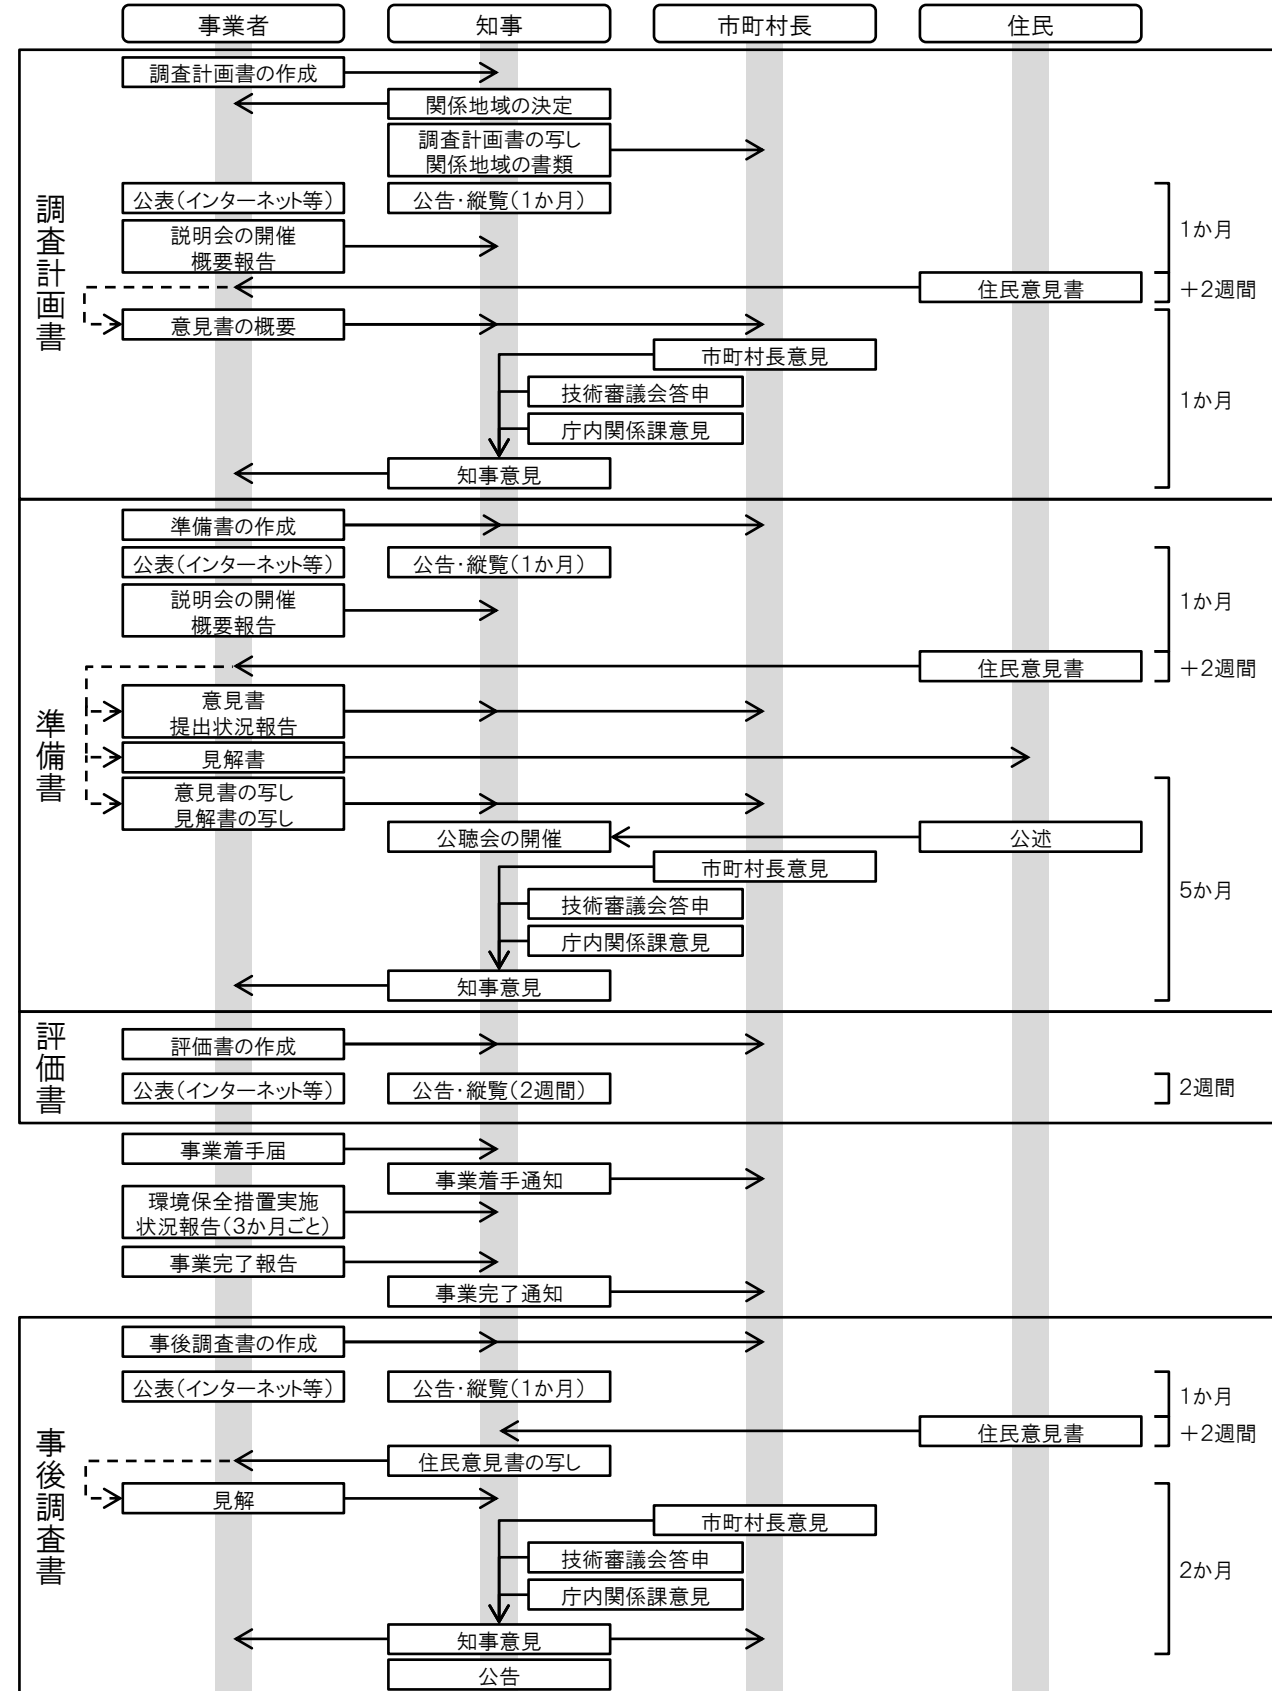 事業者
知事
市町村長
住民
調査計画書
調査計画書の作成
関係地域の決定
調査計画書の写し
関係地域の書類
公表(インターネット等)
公告・縦覧(1か月)
1か月
説明会の開催
概要報告
住民意見書
+2週間
意見書の概要
市町村長意見
技術審議会答申
1か月
庁内関係課意見
知事意見
準備書
準備書の作成
公表(インターネット等)
公告・縦覧(1か月)
1か月
説明会の開催
概要報告
住民意見書
+2週間
意見書
提出状況報告
見解書
意見書の写し
見解書の写し
公聴会の開催
公述
市町村長意見
5か月
技術審議会答申
庁内関係課意見
知事意見
評価書
評価書の作成
公表(インターネット等)
公告・縦覧(2週間)
2週間
事業着手届
事業着手通知
環境保全措置実施
状況報告(3か月ごと)
事業完了報告
事業完了通知
事後調査書
事後調査書の作成
公表(インターネット等)
公告・縦覧(1か月)
1か月
住民意見書
+2週間
住民意見書の写し
見解
市町村長意見
技術審議会答申
2か月
庁内関係課意見
知事意見
公告